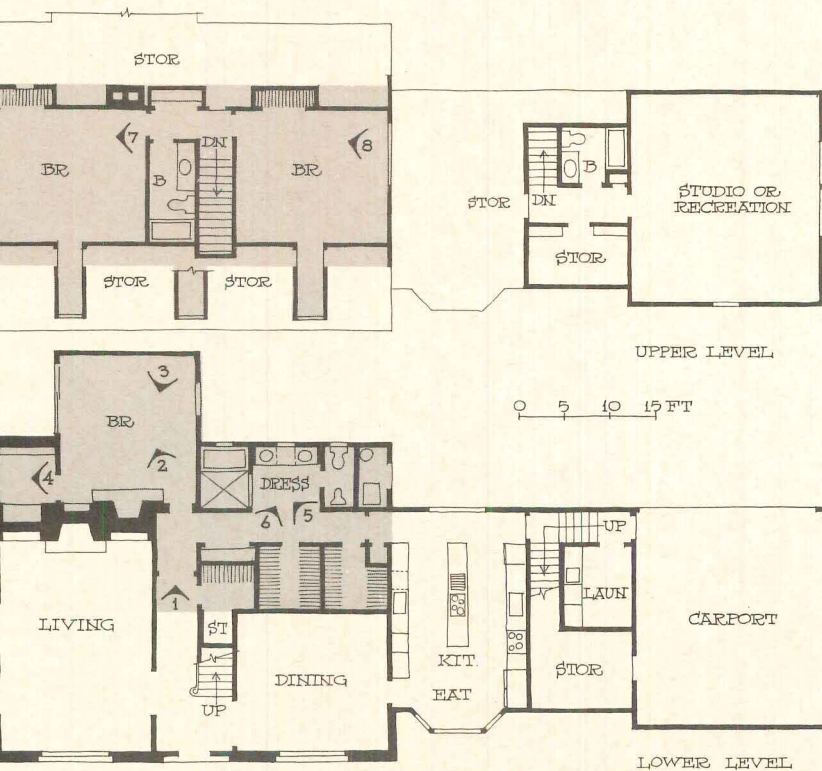 STOR
7
8
BR
DN
B
BR
STOR
STOR
B
STOR
DN
STUDIO OR
RECREATION
STOR
UPPER LEVEL
0 5 10 15 FT
3
BR
2
4
DRESS
6
5
UP
1
LAUN
LIVING
ST
CARPORT
KIT
DINING
STOR
EAT
UP
LOWER LEVEL